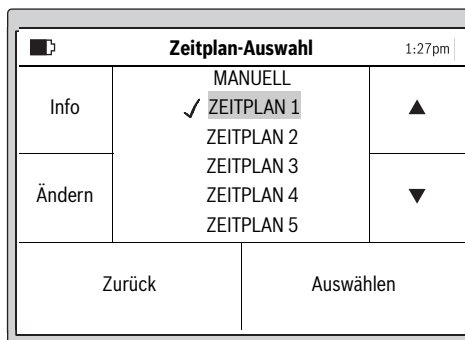 Zeitplan-Auswahl 1:27pm
MANUELL
Info ZEITPLAN 1
ZEITPLAN 2
ZEITPLAN 3
Ändern ZEITPLAN 4
ZEITPLAN 5
Zurück Auswählen